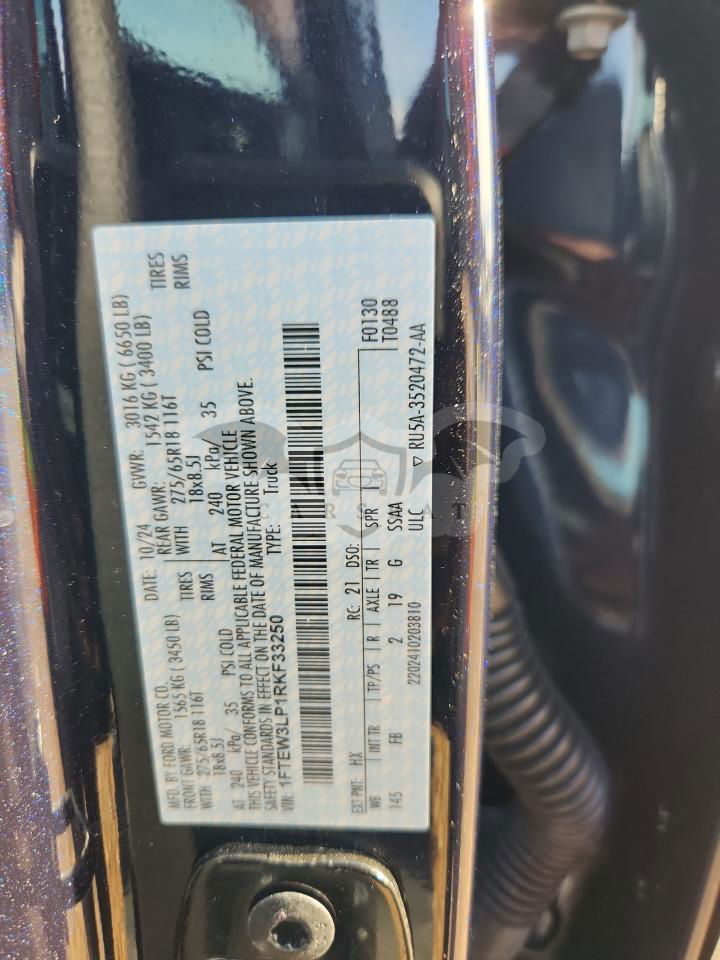 MFD. BY FORD MOTOR CO.
DATE: 10/24 GVWR: 3016 KG ( 6650 LB)
FRONT GAWR: 1565 KG ( 3450 LB) REAR GAWR: 1542 KG ( 3400 LB)
WITH 275/65R18 116T TIRES WITH 275/65R18 116T TIRES
18x8.5J RIMS 18x8.5J RIMS
AT 240 kPa/ 35 PSI COLD AT 240 kPa/ 35 PSI COLD
THIS VEHICLE CONFORMS TO ALL APPLICABLE FEDERAL MOTOR VEHICLE
SAFETY STANDARDS IN EFFECT ON THE DATE OF MANUFACTURE SHOWN ABOVE.
VIN: 1FTEW3LP1RKF33250 TYPE: Truck
F0130
T0488
EXT PNT: HX RC: 21 DSO:
WB INT TR TP/PS R AXLE TR SPR
145 FB 2 19 G SSAA
2202410203810 ULC ▽ RU5A-3520472-AA